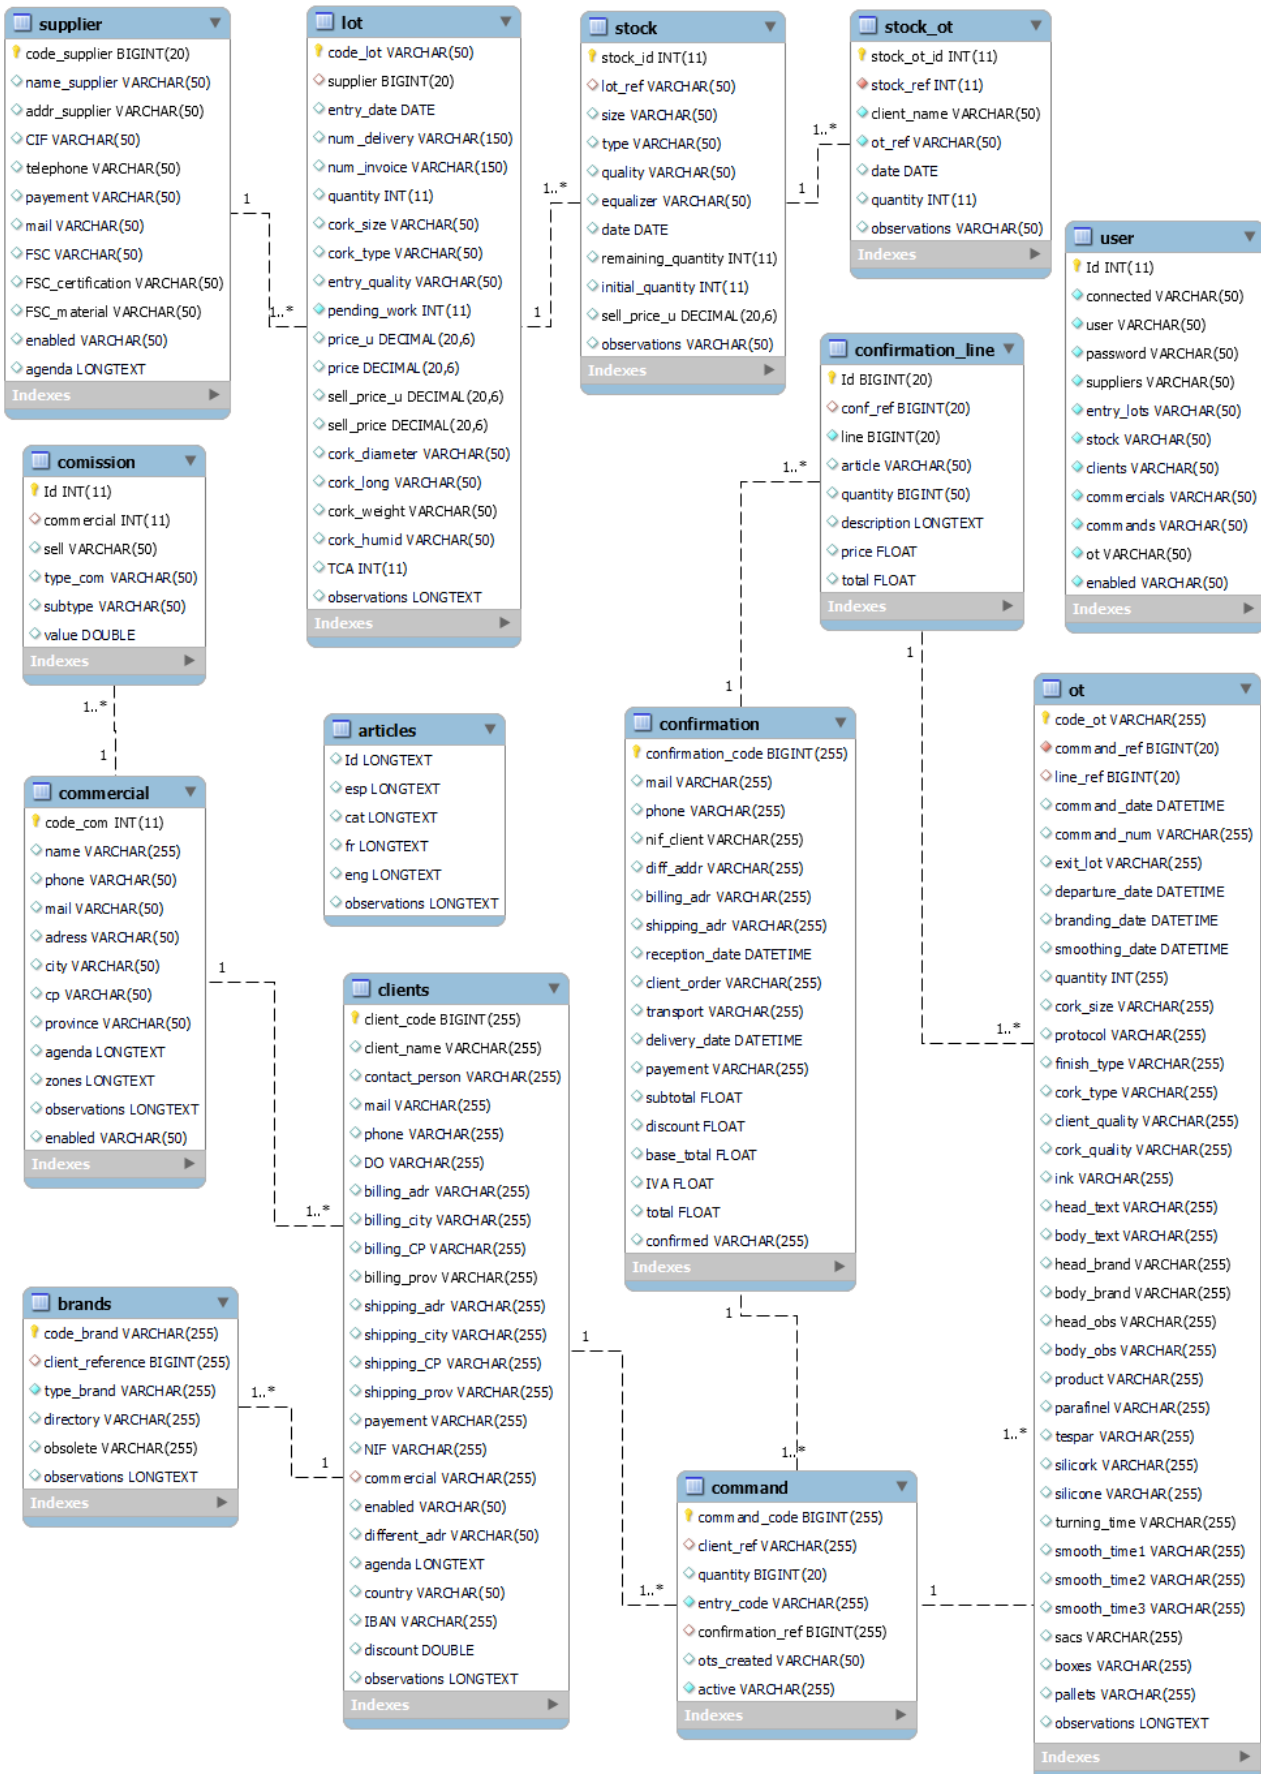 supplier
code_supplier BIGINT(20)
name_supplier VARCHAR(50)
addr_supplier VARCHAR(50)
CIF VARCHAR(50)
telephone VARCHAR(50)
payement VARCHAR(50)
mail VARCHAR(50)
FSC VARCHAR(50)
FSC_certification VARCHAR(50)
FSC_material VARCHAR(50)
enabled VARCHAR(50)
agenda LONGTEXT
Indexes
1
1..*
lot
code_lot VARCHAR(50)
supplier BIGINT(20)
entry_date DATE
num_delivery VARCHAR(150)
num_invoice VARCHAR(150)
quantity INT(11)
cork_size VARCHAR(50)
cork_type VARCHAR(50)
entry_quality VARCHAR(50)
pending_work INT(11)
price_u DECIMAL(20,6)
price DECIMAL(20,6)
sell_price_u DECIMAL(20,6)
sell_price DECIMAL(20,6)
cork_diameter VARCHAR(50)
cork_long VARCHAR(50)
cork_weight VARCHAR(50)
cork_humid VARCHAR(50)
TCA INT(11)
observations LONGTEXT
Indexes
1..*
1
stock
stock_id INT(11)
lot_ref VARCHAR(50)
size VARCHAR(50)
type VARCHAR(50)
quality VARCHAR(50)
equalizer VARCHAR(50)
date DATE
remaining_quantity INT(11)
initial_quantity INT(11)
sell_price_u DECIMAL(20,6)
observations VARCHAR(50)
Indexes
1..*
1
stock_ot
stock_ot_id INT(11)
stock_ref INT(11)
client_name VARCHAR(50)
ot_ref VARCHAR(50)
date DATE
quantity INT(11)
observations VARCHAR(50)
Indexes
user
Id INT(11)
connected VARCHAR(50)
user VARCHAR(50)
password VARCHAR(50)
suppliers VARCHAR(50)
entry_lots VARCHAR(50)
stock VARCHAR(50)
clients VARCHAR(50)
commercials VARCHAR(50)
commands VARCHAR(50)
ot VARCHAR(50)
enabled VARCHAR(50)
Indexes
confirmation_line
Id BIGINT(20)
conf_ref BIGINT(20)
line BIGINT(20)
article VARCHAR(50)
quantity BIGINT(50)
description LONGTEXT
price FLOAT
total FLOAT
Indexes
1..*
1
1
1..*
comission
Id INT(11)
commercial INT(11)
sell VARCHAR(50)
type_com VARCHAR(50)
subtype VARCHAR(50)
value DOUBLE
Indexes
1..*
1
commercial
code_com INT(11)
name VARCHAR(255)
phone VARCHAR(50)
mail VARCHAR(50)
adress VARCHAR(50)
city VARCHAR(50)
cp VARCHAR(50)
province VARCHAR(50)
agenda LONGTEXT
zones LONGTEXT
observations LONGTEXT
enabled VARCHAR(50)
Indexes
1
1..*
articles
Id LONGTEXT
esp LONGTEXT
cat LONGTEXT
fr LONGTEXT
eng LONGTEXT
observations LONGTEXT
confirmation
confirmation_code BIGINT(255)
mail VARCHAR(255)
phone VARCHAR(255)
nif_client VARCHAR(255)
diff_addr VARCHAR(255)
billing_adr VARCHAR(255)
shipping_adr VARCHAR(255)
reception_date DATETIME
client_order VARCHAR(255)
transport VARCHAR(255)
delivery_date DATETIME
payement VARCHAR(255)
subtotal FLOAT
discount FLOAT
base_total FLOAT
IVA FLOAT
total FLOAT
confirmed VARCHAR(255)
Indexes
1
1..*
ot
code_ot VARCHAR(255)
command_ref BIGINT(20)
line_ref BIGINT(20)
command_date DATETIME
command_num VARCHAR(255)
exit_lot VARCHAR(255)
departure_date DATETIME
branding_date DATETIME
smoothing_date DATETIME
quantity INT(255)
cork_size VARCHAR(255)
protocol VARCHAR(255)
finish_type VARCHAR(255)
cork_type VARCHAR(255)
client_quality VARCHAR(255)
cork_quality VARCHAR(255)
ink VARCHAR(255)
head_text VARCHAR(255)
body_text VARCHAR(255)
head_brand VARCHAR(255)
body_brand VARCHAR(255)
head_obs VARCHAR(255)
body_obs VARCHAR(255)
product VARCHAR(255)
parafinel VARCHAR(255)
tespar VARCHAR(255)
silicork VARCHAR(255)
silicone VARCHAR(255)
turning_time VARCHAR(255)
smooth_time1 VARCHAR(255)
smooth_time2 VARCHAR(255)
smooth_time3 VARCHAR(255)
sacs VARCHAR(255)
boxes VARCHAR(255)
pallets VARCHAR(255)
observations LONGTEXT
Indexes
clients
client_code BIGINT(255)
client_name VARCHAR(255)
contact_person VARCHAR(255)
mail VARCHAR(255)
phone VARCHAR(255)
DO VARCHAR(255)
billing_adr VARCHAR(255)
billing_city VARCHAR(255)
billing_CP VARCHAR(255)
billing_prov VARCHAR(255)
shipping_adr VARCHAR(255)
shipping_city VARCHAR(255)
shipping_CP VARCHAR(255)
shipping_prov VARCHAR(255)
payement VARCHAR(255)
NIF VARCHAR(255)
commercial VARCHAR(255)
enabled VARCHAR(50)
different_adr VARCHAR(50)
agenda LONGTEXT
country VARCHAR(50)
IBAN VARCHAR(255)
discount DOUBLE
observations LONGTEXT
Indexes
1
1..*
brands
code_brand VARCHAR(255)
client_reference BIGINT(255)
type_brand VARCHAR(255)
directory VARCHAR(255)
obsolete VARCHAR(255)
observations LONGTEXT
Indexes
1..*
1
command
command_code BIGINT(255)
client_ref VARCHAR(255)
quantity BIGINT(20)
entry_code VARCHAR(255)
confirmation_ref BIGINT(255)
ots_created VARCHAR(50)
active VARCHAR(255)
Indexes
1
1..*